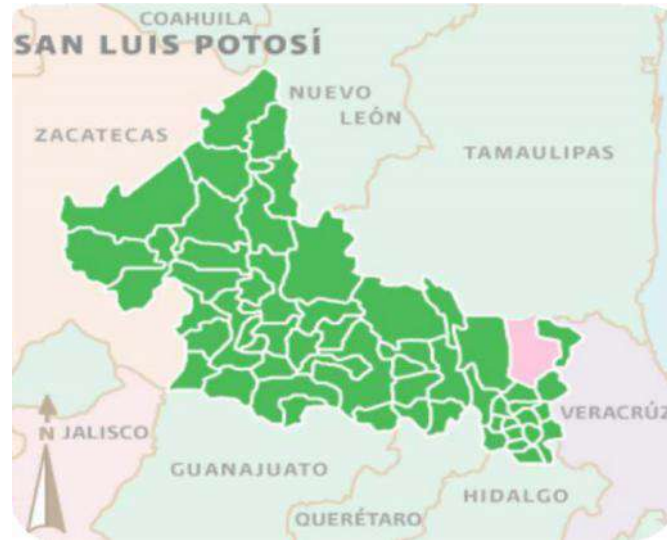 COAHUILA
SAN LUIS POTOSÍ
NUEVO
LEÓN
ZACATECAS
TAMAULIPAS
VERACRÚZ
N JALISCO
GUANAJUATO
HIDALGO
QUERÉTARO